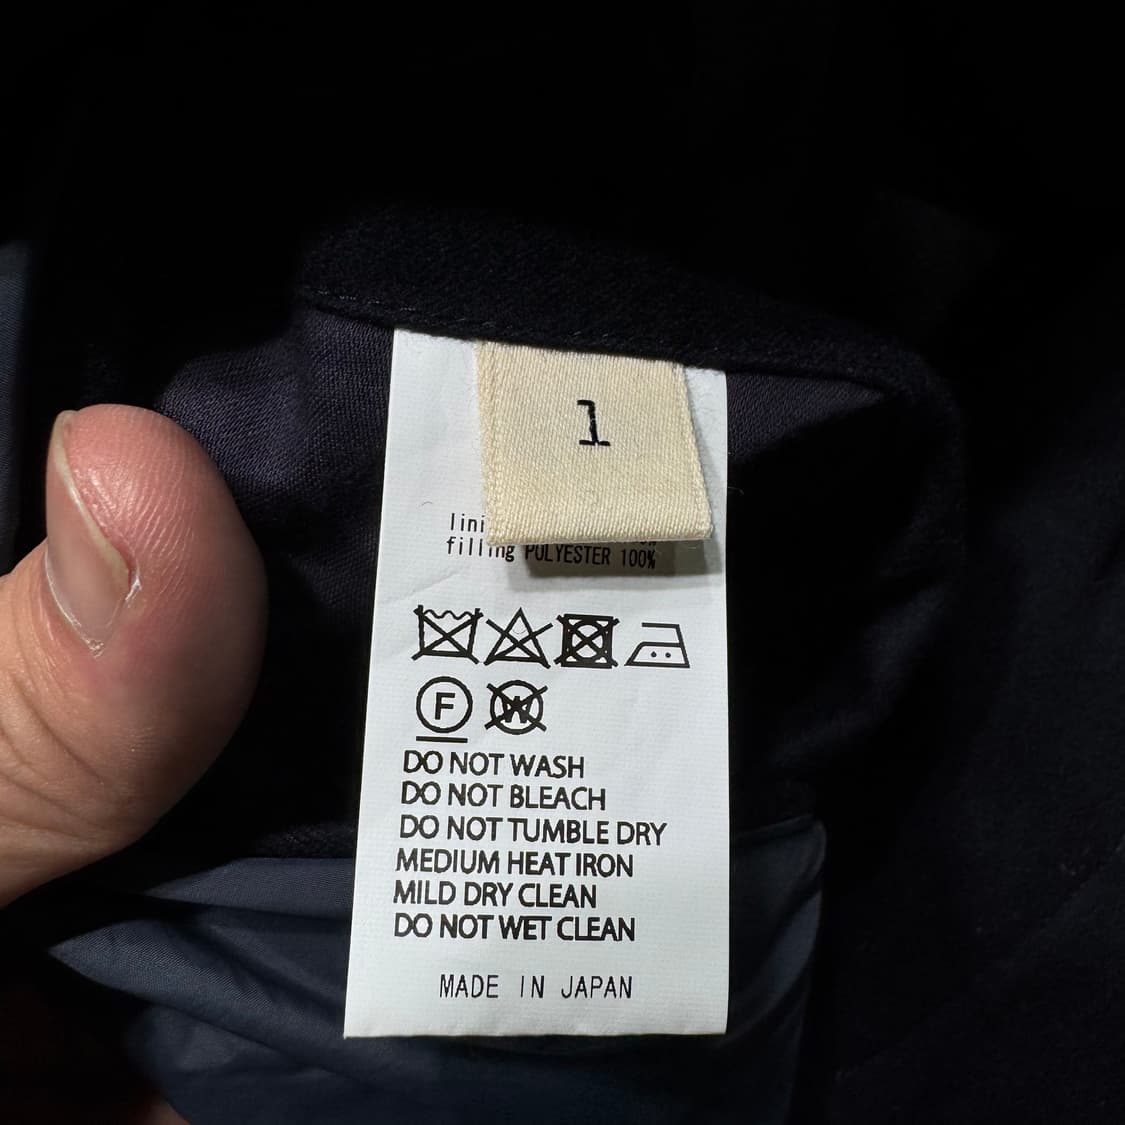 1
filling POLYESTER 100%
F
W
DO NOT WASH
DO NOT BLEACH
DO NOT TUMBLE DRY
MEDIUM HEAT IRON
MILD DRY CLEAN
DO NOT WET CLEAN
MADE IN JAPAN